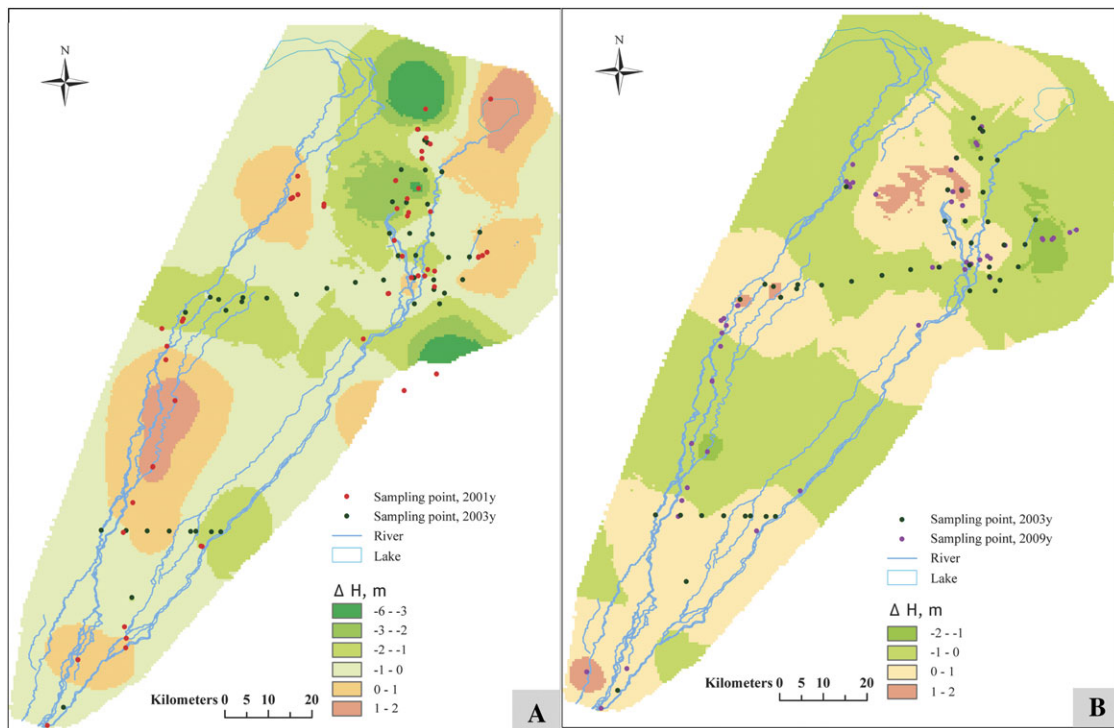 N
Sampling point, 2001y
Sampling point, 2003y
River
Lake
Δ H, m
-6 - -3
-3 - -2
-2 - -1
-1 - 0
0 - 1
1 - 2
Kilometers 0 5 10 20
A
N
Sampling point, 2003y
Sampling point, 2009y
River
Lake
Δ H, m
-2 - -1
-1 - 0
0 - 1
1 - 2
Kilometers 0 5 10 20
B